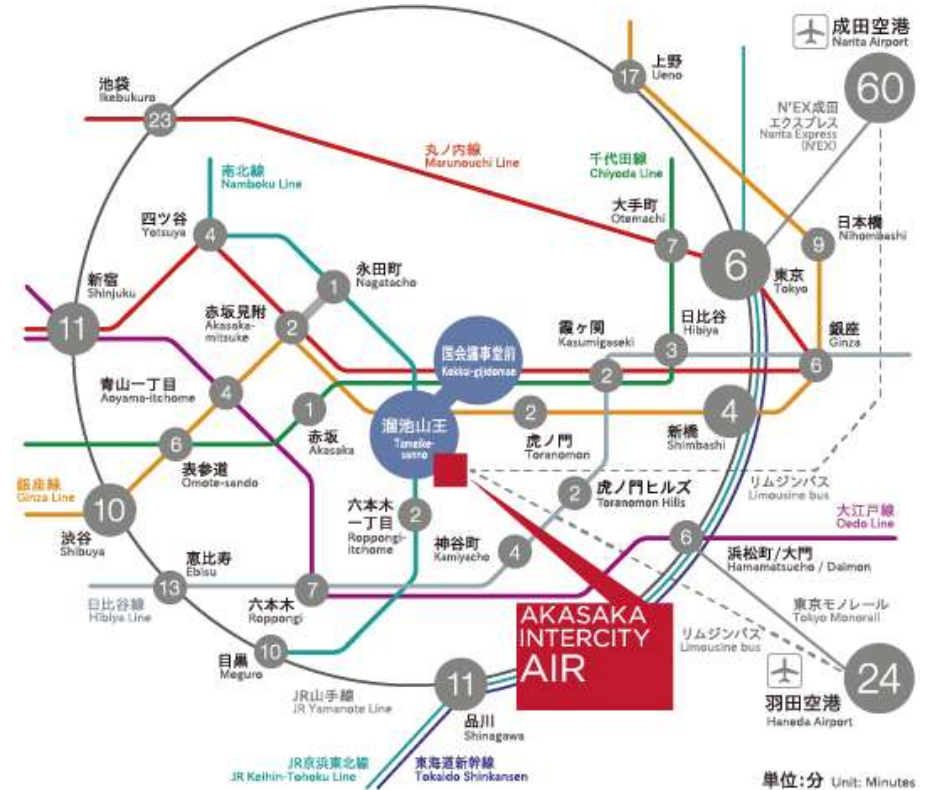 成田空港
Narita Airport
60
N'EX成田
エクスプレス
Narita Express
(N'EX)
上野
Ueno
17
池袋
Ikebukuro
23
丸ノ内線
Marunouchi Line
南北線
Namboku Line
千代田線
Chiyoda Line
大手町
Otemachi
7
日本橋
Nihombashi
9
四ツ谷
Yotsuya
4
永田町
Nagatacho
1
6
東京
Tokyo
新宿
Shinjuku
11
赤坂見附
Akasaka-
mitsuke
2
国会議事堂前
Kokkai-gijidomae
霞ヶ関
Kasumigaseki
2
日比谷
Hibiya
3
銀座
Ginza
6
青山一丁目
Aoyama-itchome
4
1
赤坂
Akasaka
溜池山王
Tameike-
sanno
2
虎ノ門
Toranomon
4
新橋
Shimbashi
6
表参道
Omote-sando
銀座線
Ginza Line
10
渋谷
Shibuya
リムジンバス
Limousine bus
六本木
一丁目
Roppongi-
itchome
2
虎ノ門ヒルズ
Toranomon Hills
2
神谷町
Kamiyacho
4
大江戸線
Oedo Line
6
浜松町/大門
Hamamatsucho / Daimon
恵比寿
Ebisu
13
日比谷線
Hibiya Line
7
六本木
Roppongi
AKASAKA
INTERCITY
AIR
リムジンバス
Limousine bus
東京モノレール
Tokyo Monorail
目黒
Meguro
10
JR山手線
JR Yamanote Line
11
品川
Shinagawa
24
羽田空港
Haneda Airport
JR京浜東北線
JR Keihin-Tohoku Line
東海道新幹線
Tokaido Shinkansen
単位:分 Unit: Minutes